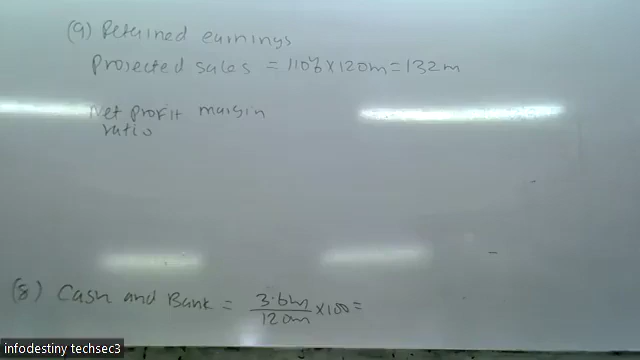 (9) Retained earnings
Projected sales = 110% x 120m = 132m
Net profit margin
ratio
(8) Cash and Bank = 3.6m/120m x 100 =
infodestiny techsec3